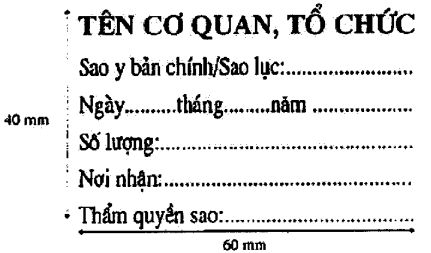 TÊN CƠ QUAN, TỔ CHỨC
Sao y bản chính/Sao lục:........................
Ngày..........tháng.........năm ...................
40 mm
Số lượng:................................................
Nơi nhận:...............................................
Thẩm quyền sao:....................................
60 mm